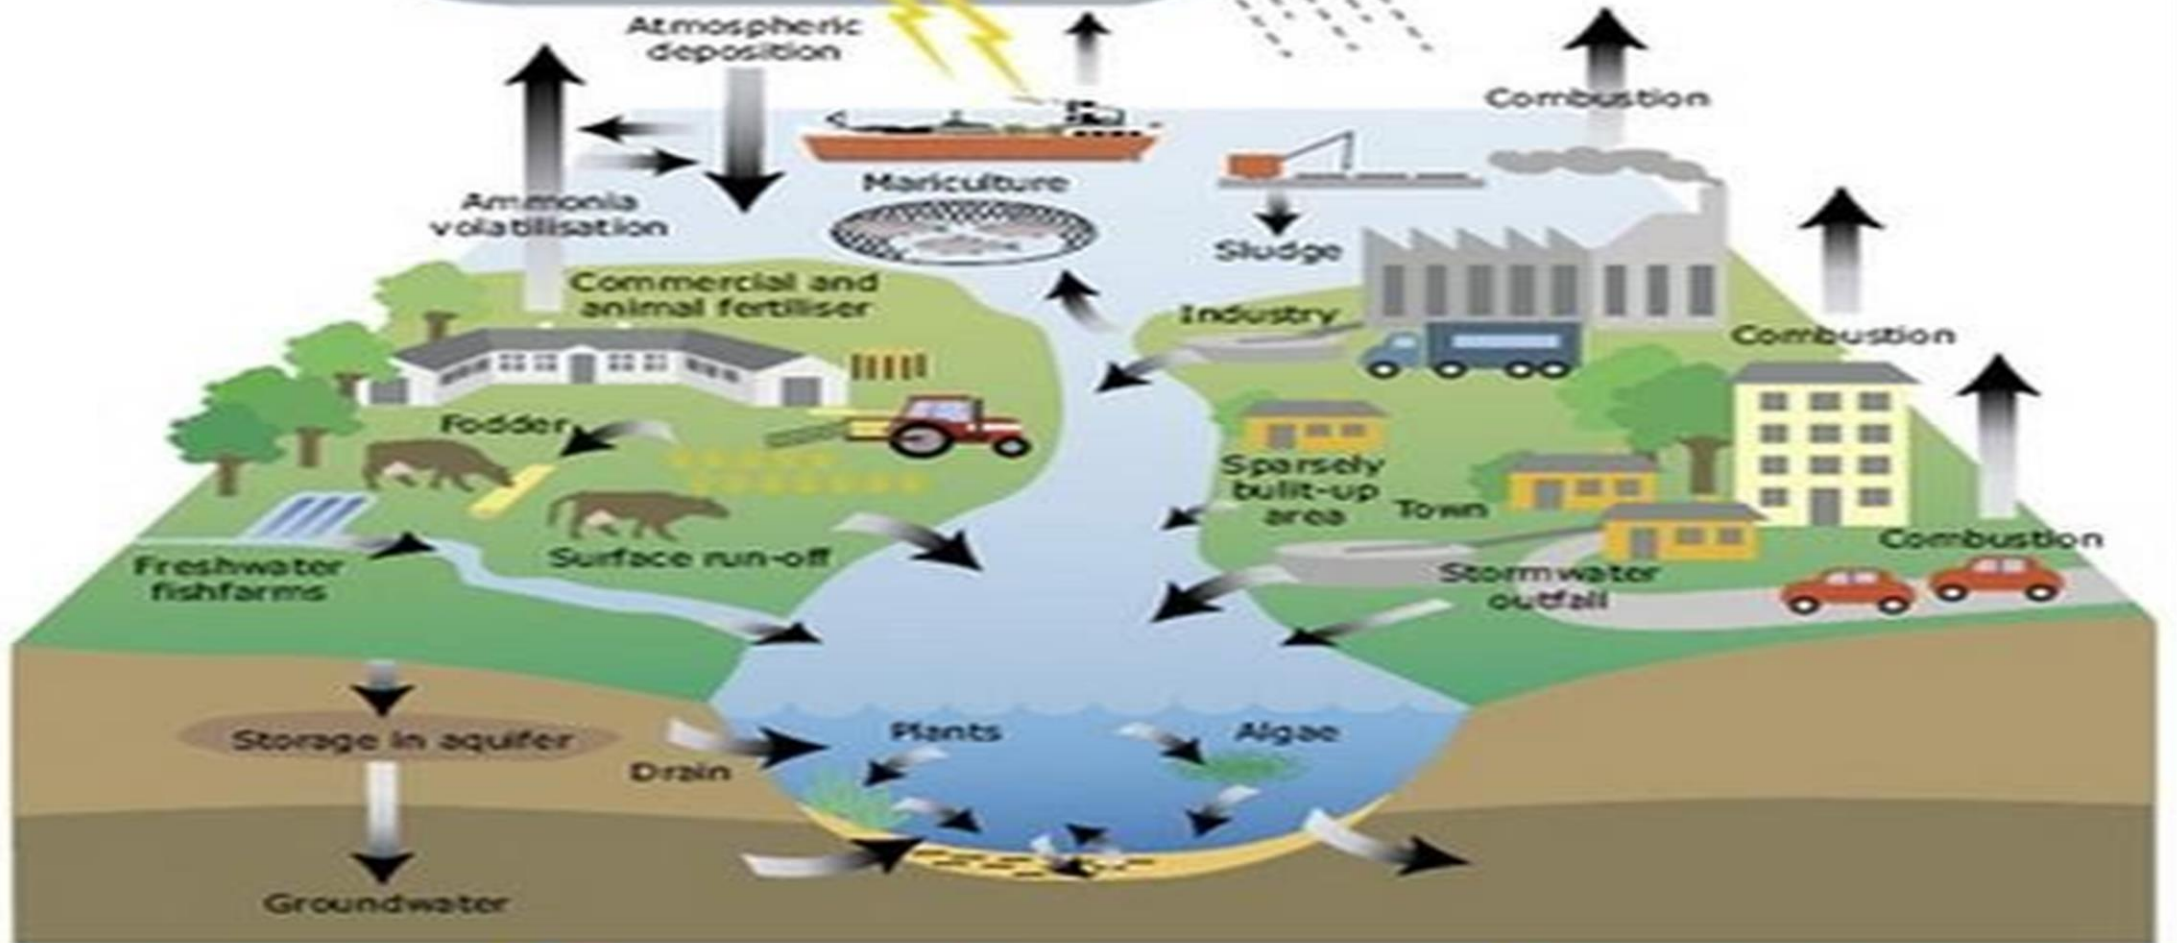 Atmospheric
deposition
Combustion
Mariculture
Ammonia
volatilisation
Sludge
Commercial and
animal fertiliser
Industry
Combustion
Fodder
Sparsely
bulit-up
area
Town
Combustion
Surface run-off
Freshwater
fishfarms
Stormwater
outfall
Plants
Algae
Storage in aquifer
Drain
Groundwater